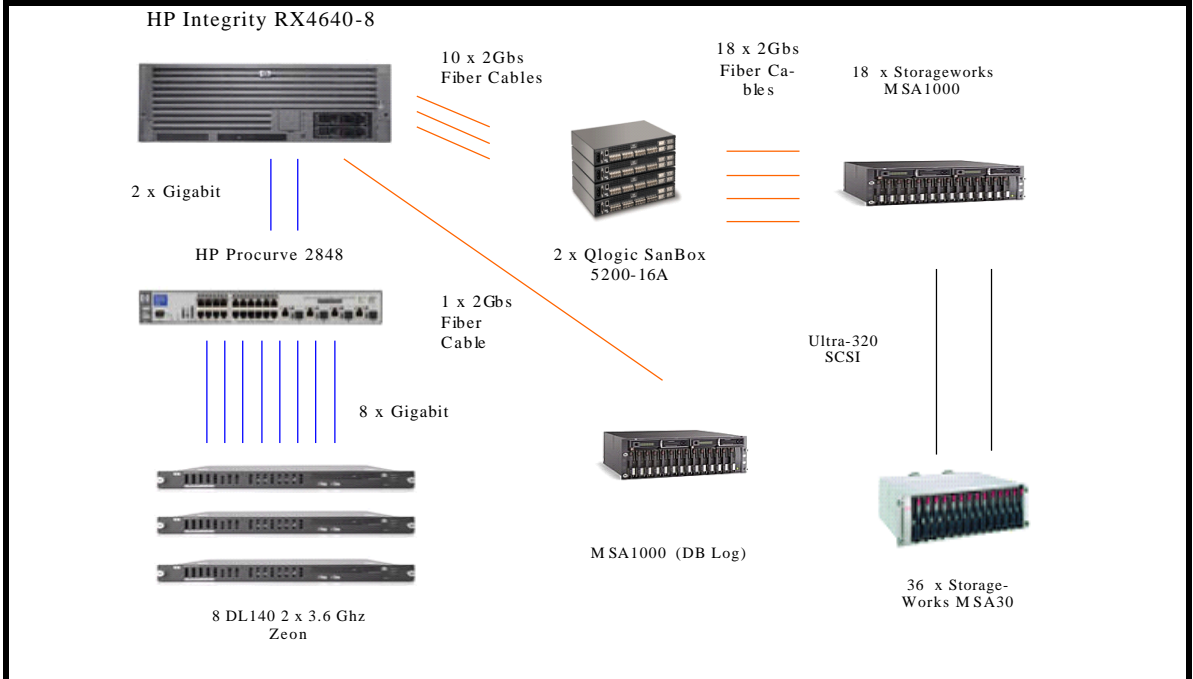 HP Integrity RX4640-8
10 x 2Gbs
Fiber Cables
18 x 2Gbs
Fiber Ca-
bles
18 x Storageworks
MSA1000
2 x Gigabit
HP Procurve 2848
2 x Qlogic SanBox
5200-16A
1 x 2Gbs
Fiber
Cable
Ultra-320
SCSI
8 x Gigabit
MSA1000 (DB Log)
36 x Storage-
Works MSA30
8 DL140 2 x 3.6 Ghz
Zeon